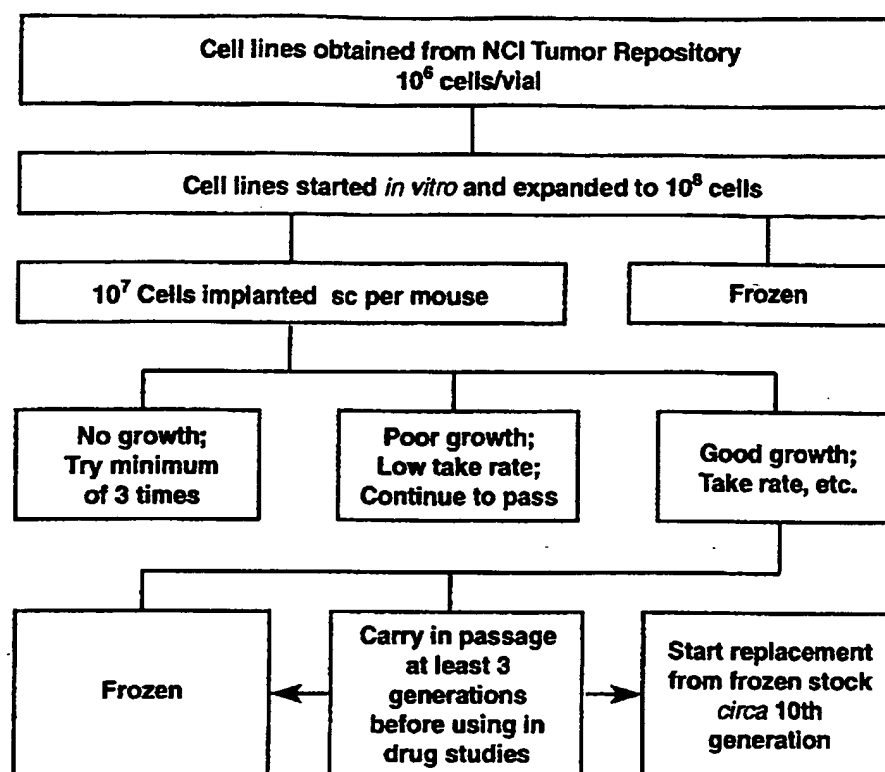 Cell lines obtained from NCI Tumor Repository
10⁶ cells/vial
Cell lines started in vitro and expanded to 10⁸ cells
10⁷ Cells implanted sc per mouse
Frozen
No growth;
Try minimum
of 3 times
Poor growth;
Low take rate;
Continue to pass
Good growth;
Take rate, etc.
Frozen
Carry in passage
at least 3
generations
before using in
drug studies
Start replacement
from frozen stock
circa 10th
generation